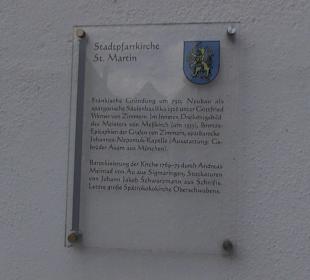 Stadtpfarrkirche
St. Martin
Fränkische Gründung um 750, Neubau als
spätgotische Säulenbasilika 1526 unter Gottfried
Werner von Zimmern. Im Inneren Dreikönigsbild
des Meisters von Meßkirch (um 1535), Bronze-
Epitaphien der Grafen von Zimmern, spätbarocke
Johannes-Nepomuk-Kapelle (Ausstattung: Ge-
brüder Asam aus München).
Barockisierung der Kirche 1769-73 durch Andreas
Meinrad von Au aus Sigmaringen, Stuckaturen
von Johann Jakob Schwarzmann aus Schnifis.
Letzte große Spätrokokokirche Oberschwabens.